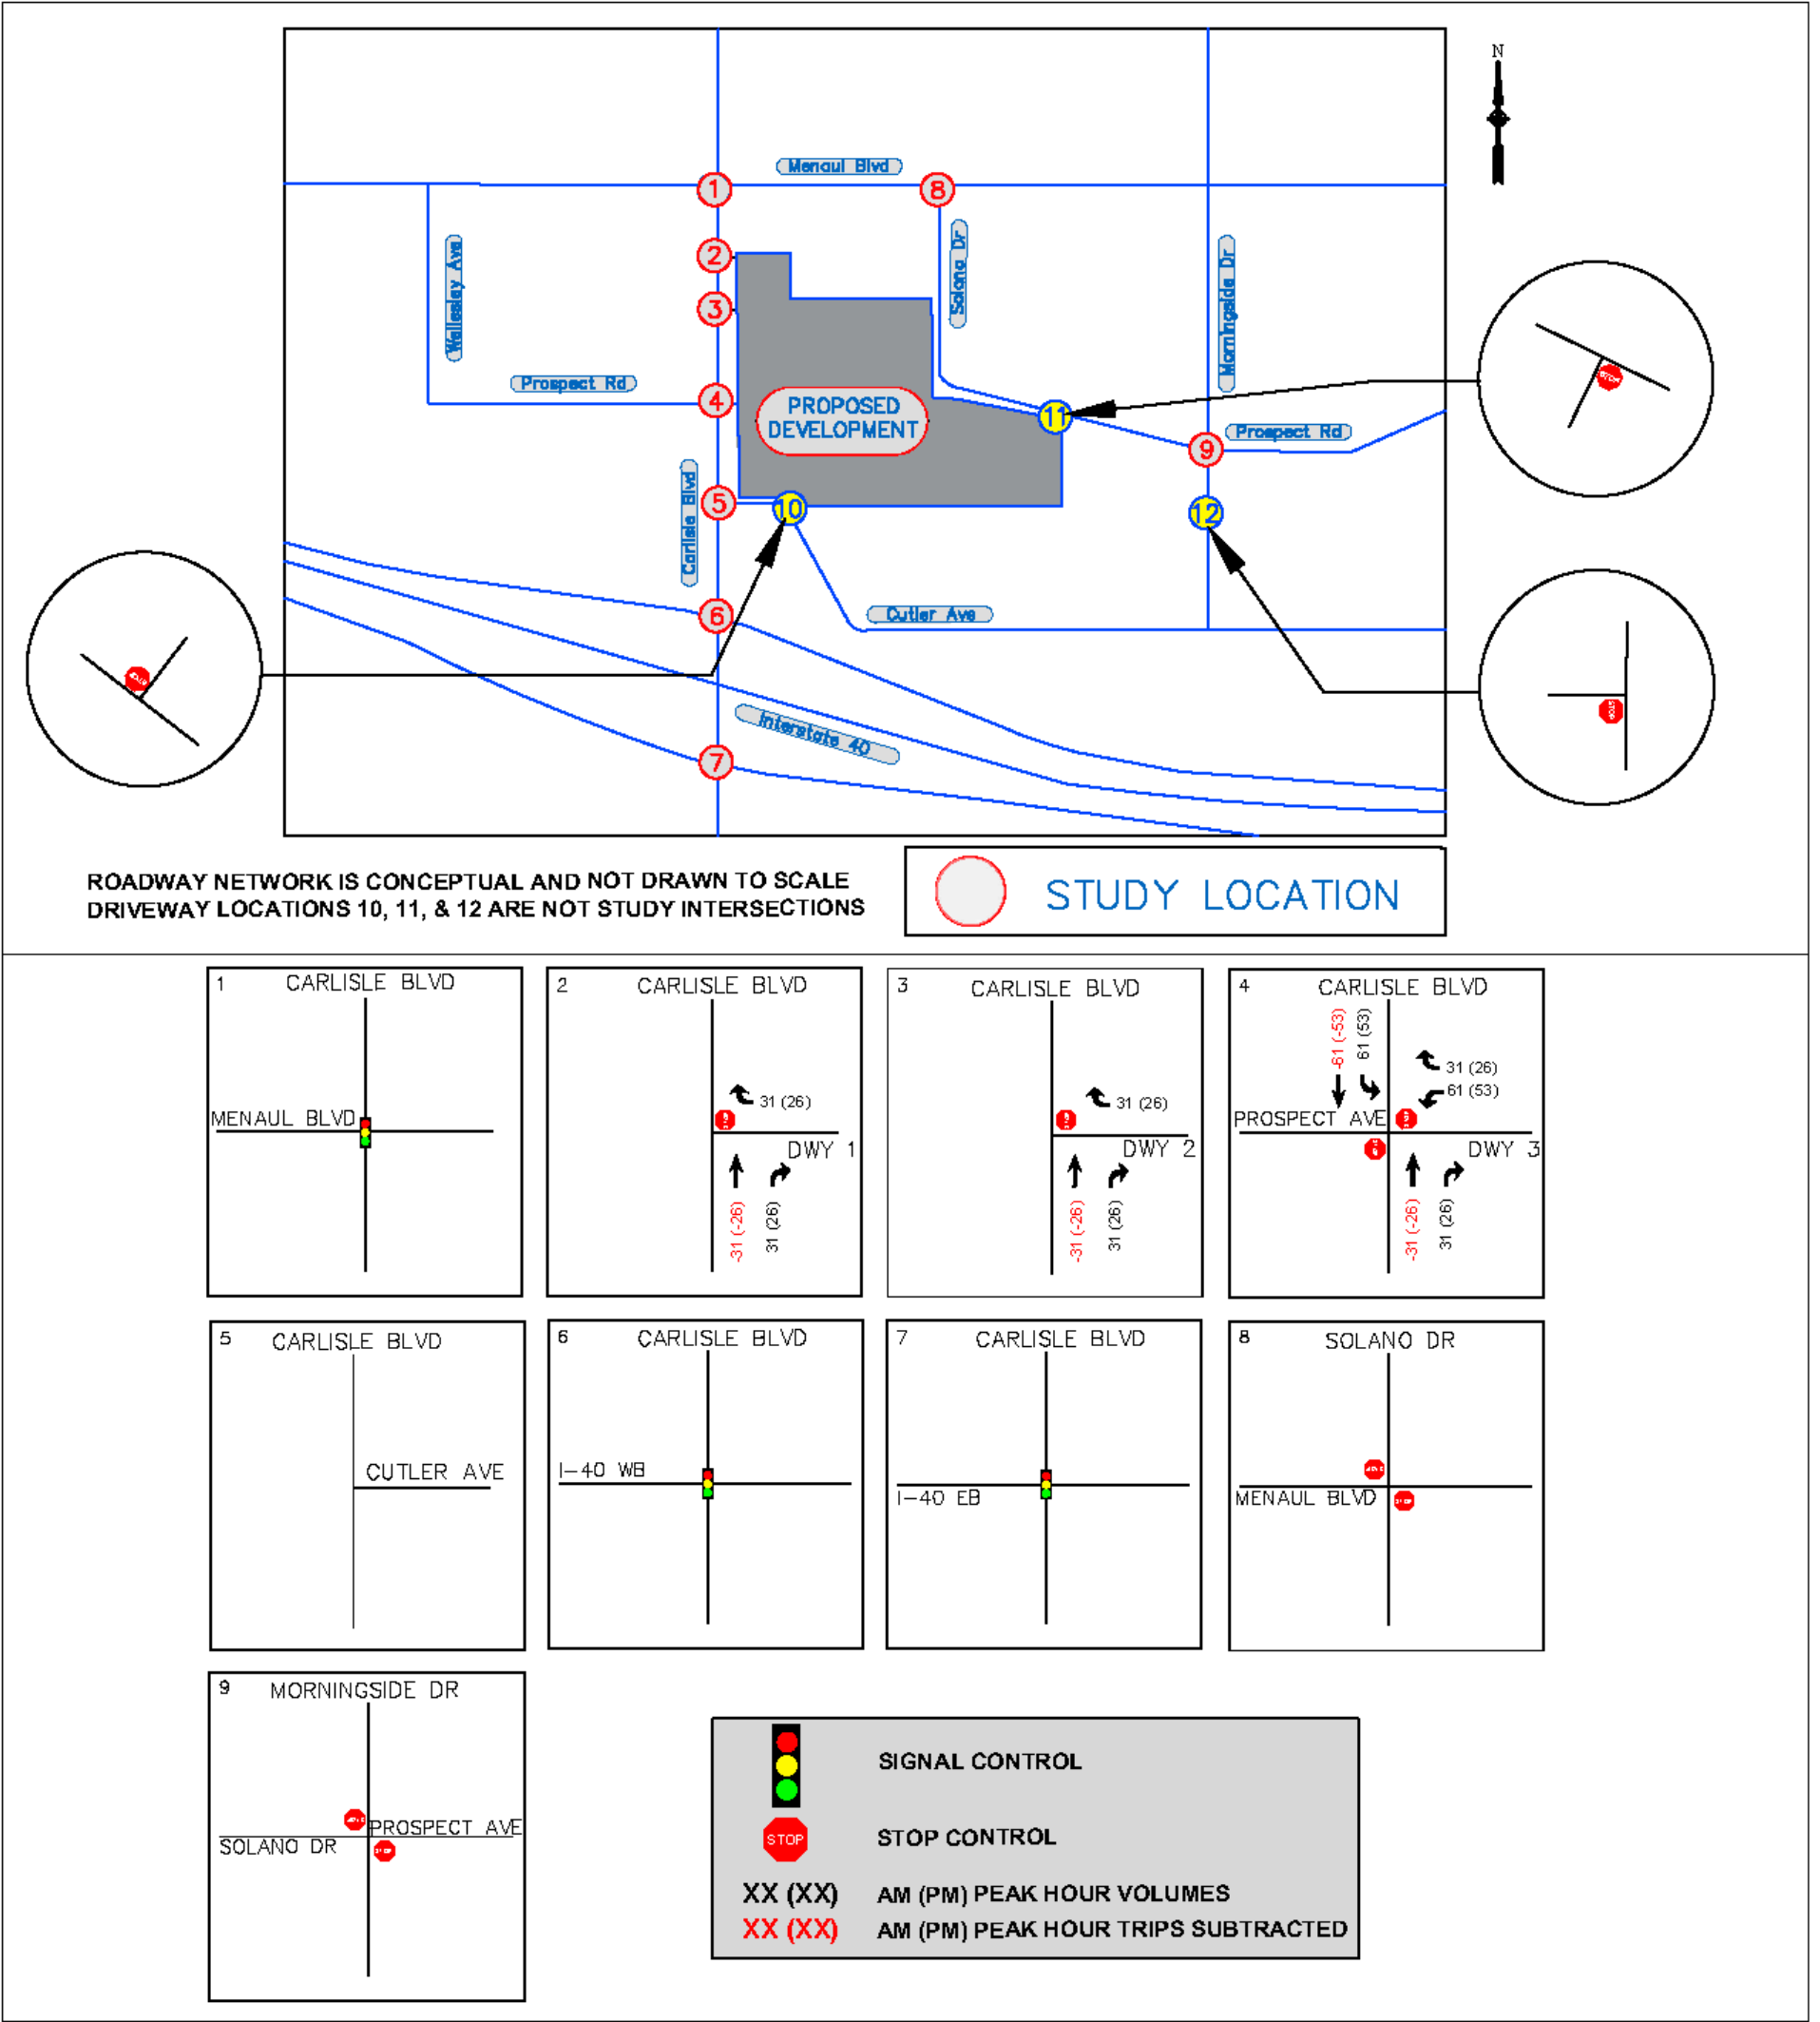 N
Menaul Blvd
1
8
2
3
Wellesley Ave
Solano Dr
Morningside Dr
Prospect Rd
4
PROPOSED
DEVELOPMENT
11
Prospect Rd
9
Carlisle Blvd
5
10
12
6
Cutler Ave
Interstate 40
7
STOP
STOP
ROADWAY NETWORK IS CONCEPTUAL AND NOT DRAWN TO SCALE
DRIVEWAY LOCATIONS 10, 11, & 12 ARE NOT STUDY INTERSECTIONS
STUDY LOCATION
1
CARLISLE BLVD
MENAUL BLVD
2
CARLISLE BLVD
31 (26)
DWY 1
-31 (-26)
31 (26)
3
CARLISLE BLVD
31 (26)
DWY 2
-31 (-26)
31 (26)
4
CARLISLE BLVD
-61 (-53)
61 (53)
31 (26)
61 (53)
PROSPECT AVE
DWY 3
-31 (-26)
31 (26)
5
CARLISLE BLVD
CUTLER AVE
6
CARLISLE BLVD
I-40 WB
7
CARLISLE BLVD
I-40 EB
8
SOLANO DR
MENAUL BLVD
9
MORNINGSIDE DR
PROSPECT AVE
SOLANO DR
SIGNAL CONTROL
STOP
STOP CONTROL
XX (XX) AM (PM) PEAK HOUR VOLUMES
XX (XX) AM (PM) PEAK HOUR TRIPS SUBTRACTED